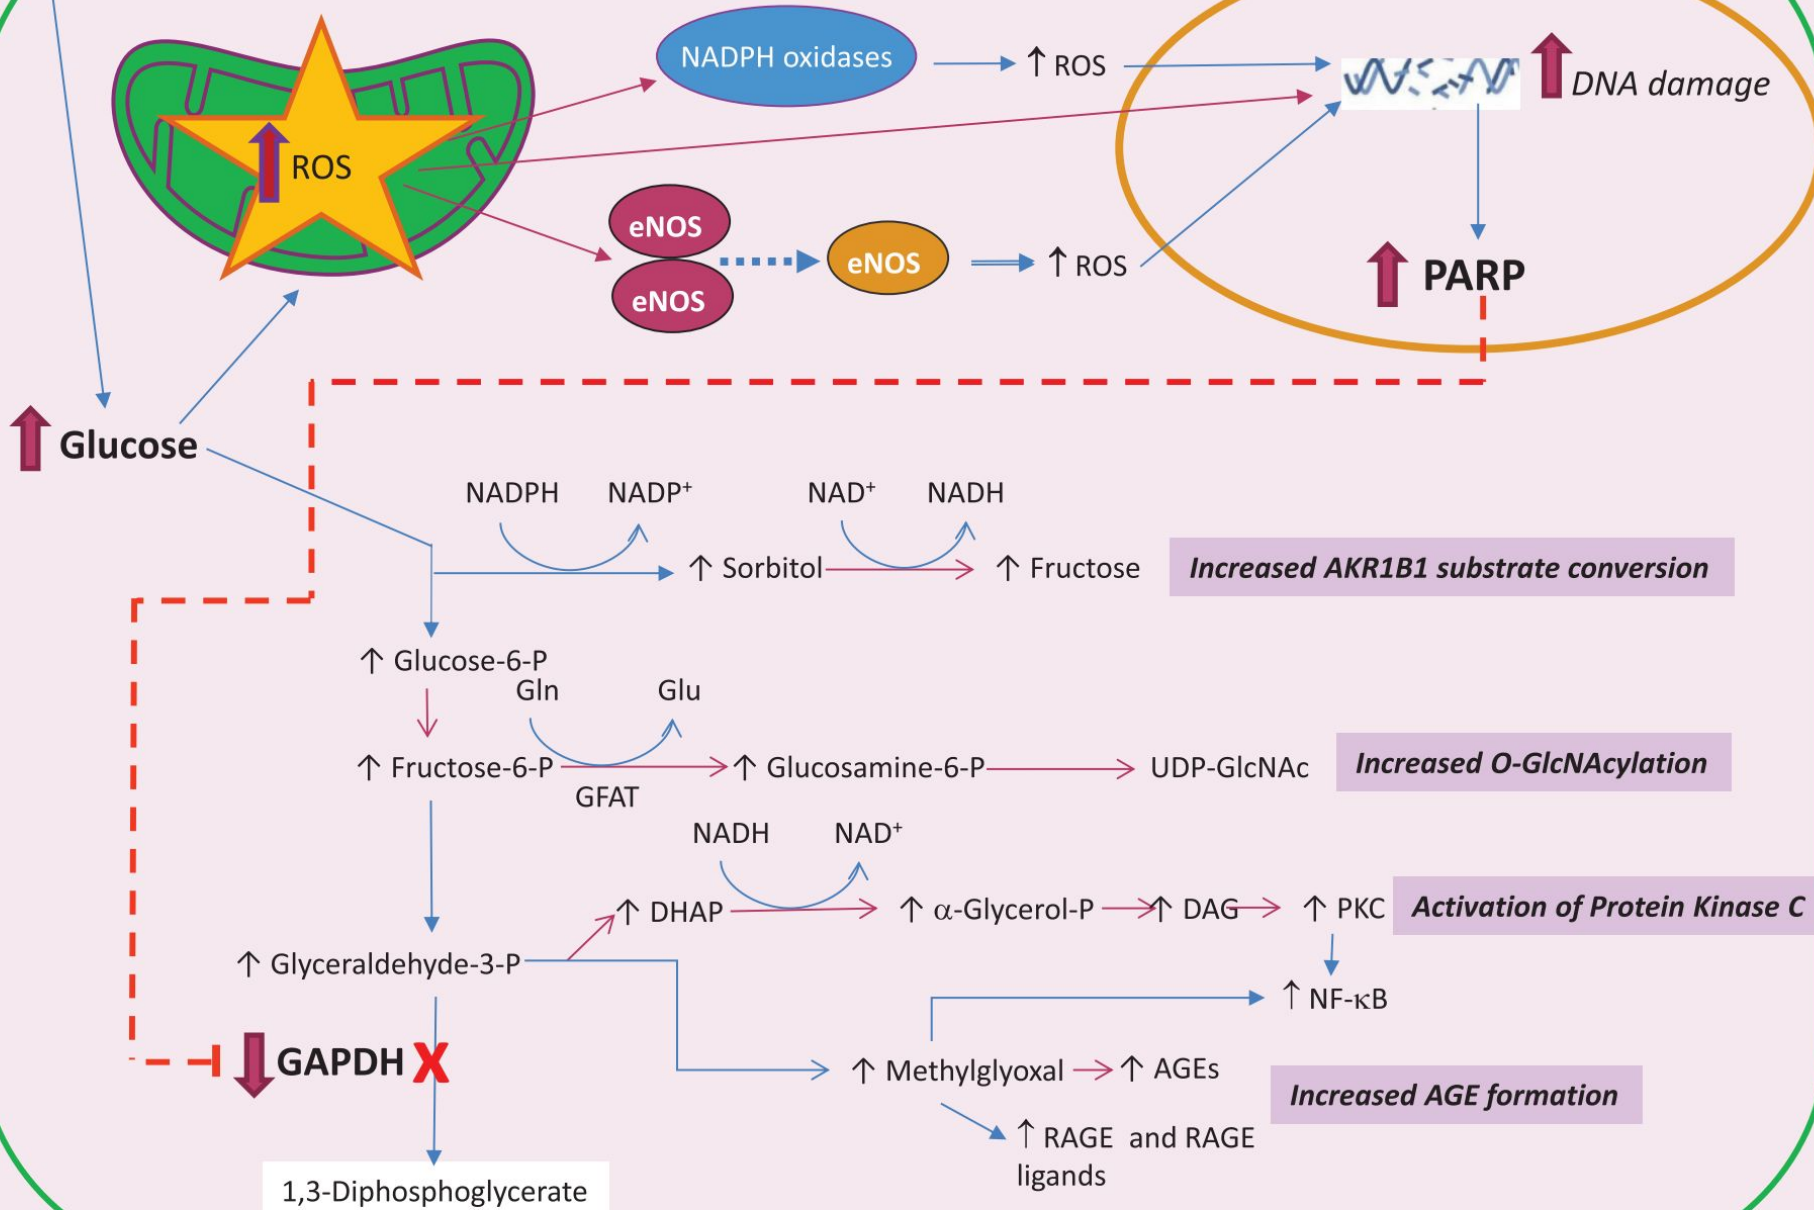 NADPH oxidases
↑ ROS
DNA damage
ROS
eNOS
eNOS
eNOS
↑ ROS
PARP
Glucose
NADPH
NADP⁺
NAD⁺
NADH
↑ Sorbitol
↑ Fructose
Increased AKR1B1 substrate conversion
↑ Glucose-6-P
Gln
Glu
↑ Fructose-6-P
GFAT
↑ Glucosamine-6-P
UDP-GlcNAc
Increased O-GlcNAcylation
NADH
NAD⁺
↑ DHAP
↑ α-Glycerol-P
↑ DAG
↑ PKC
Activation of Protein Kinase C
↑ Glyceraldehyde-3-P
↑ NF-κB
GAPDH X
↑ Methylglyoxal
↑ AGEs
Increased AGE formation
↑ RAGE and RAGE
ligands
1,3-Diphosphoglycerate